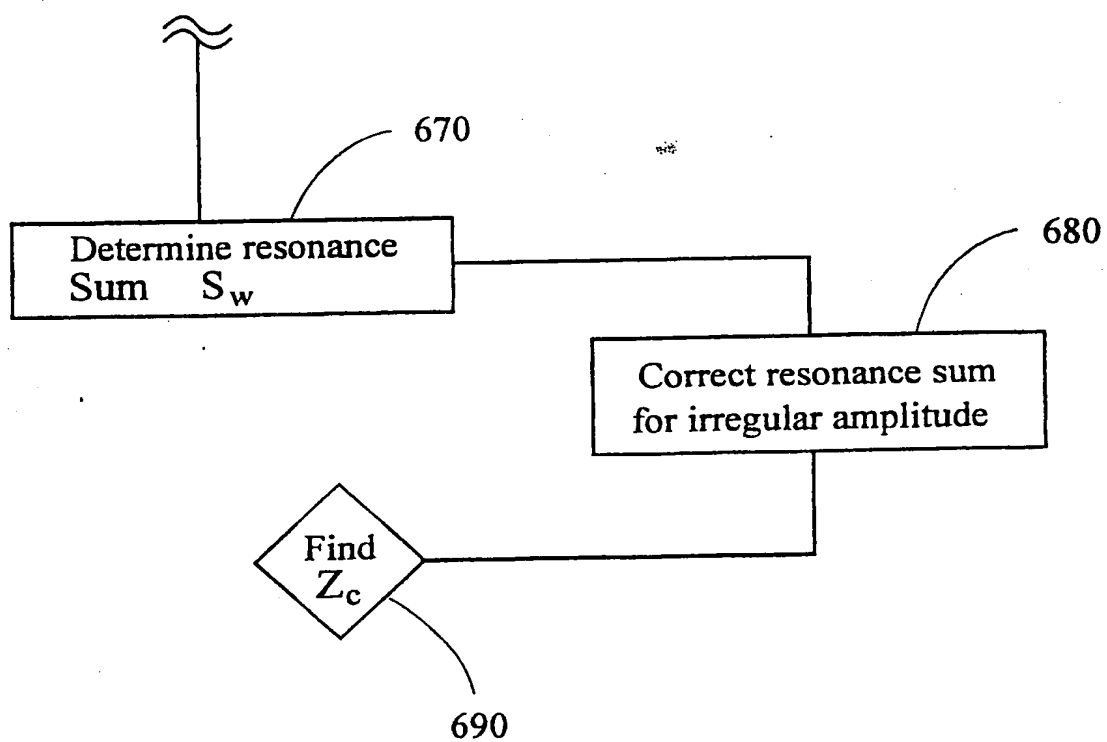 670
Determine resonance
Sum S_w
680
Correct resonance sum
for irregular amplitude
Find
Z_c
690